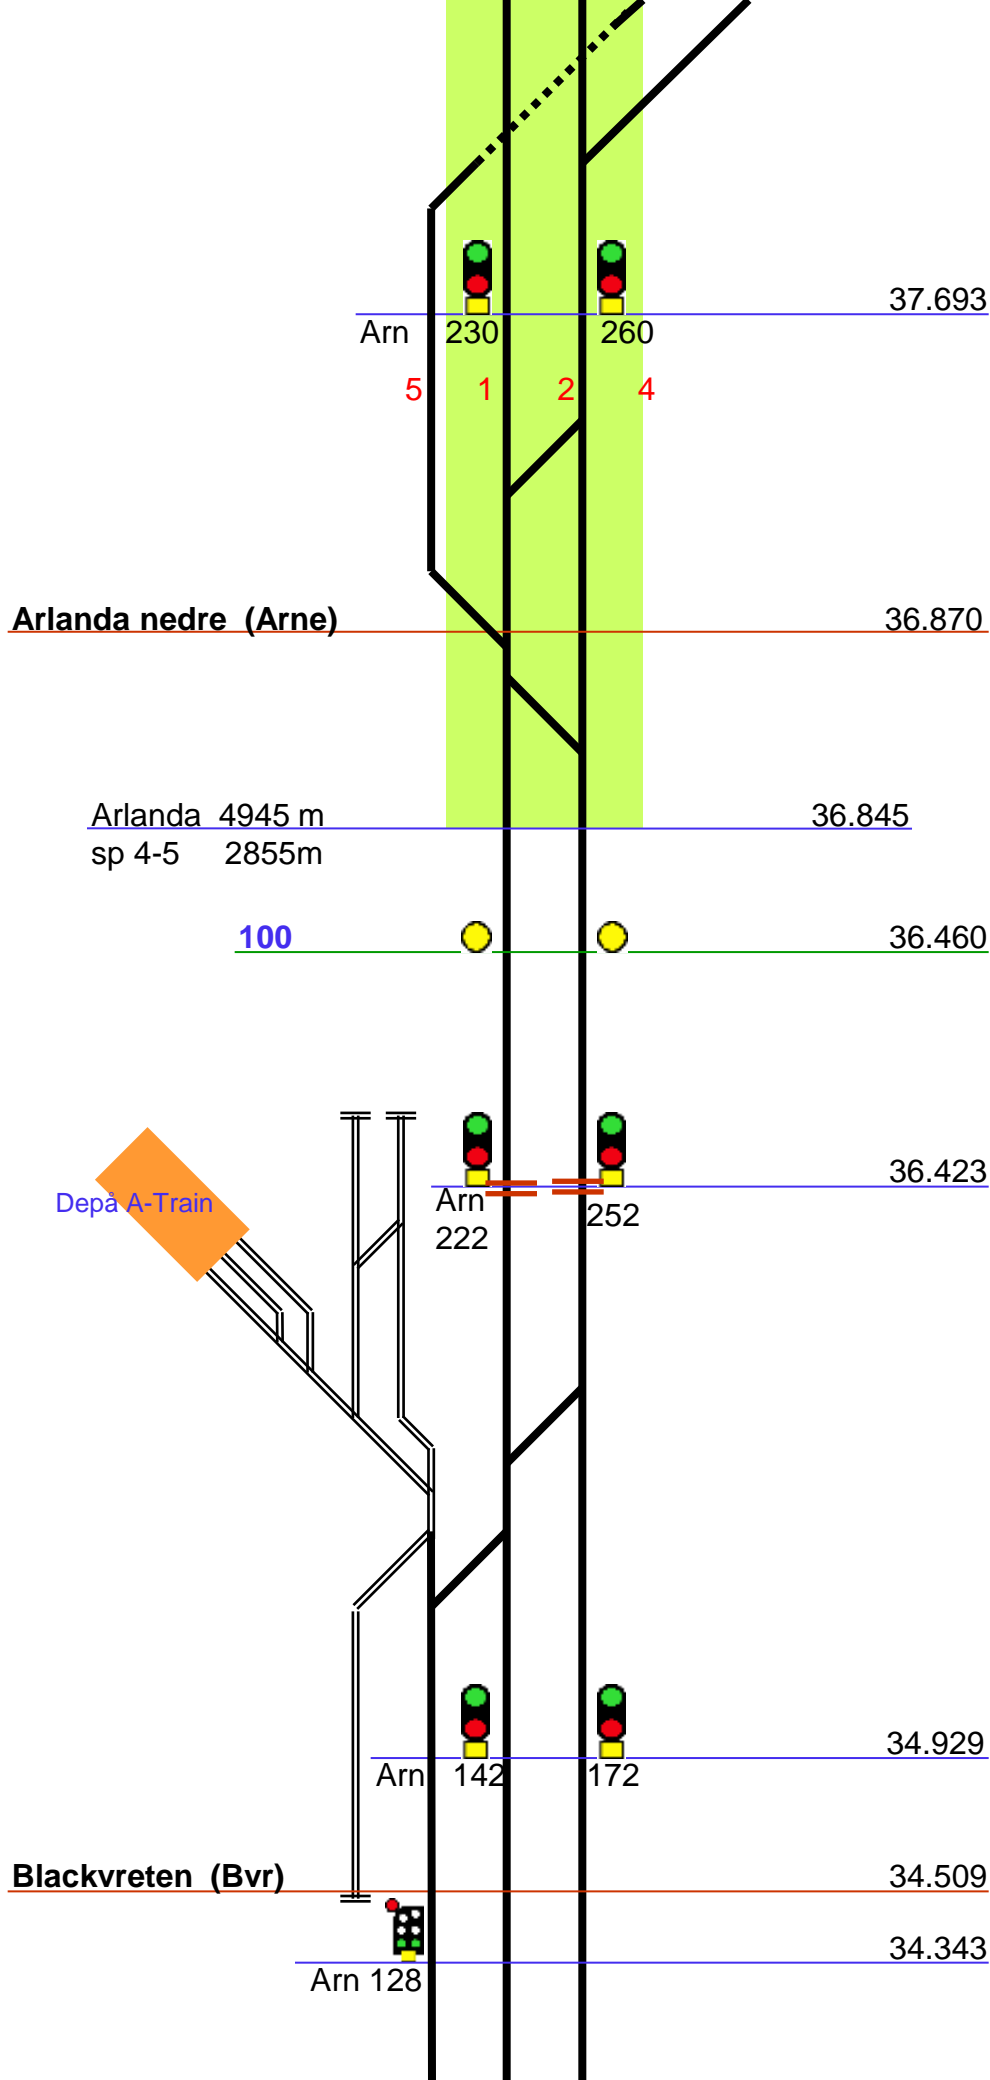 37.693
Arn 230 260
5 1 2 4
Arlanda nedre (Arne) 36.870
Arlanda 4945 m 36.845
sp 4-5 2855m
100 36.460
36.423
Depå A-Train Arn 252
222
34.929
Arn 142 172
Blackvreten (Bvr) 34.509
34.343
Arn 128